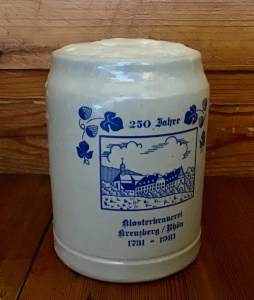 250 Jahre
Klosterbrauerei
Kreuzberg / Rhön
1731 - 1981